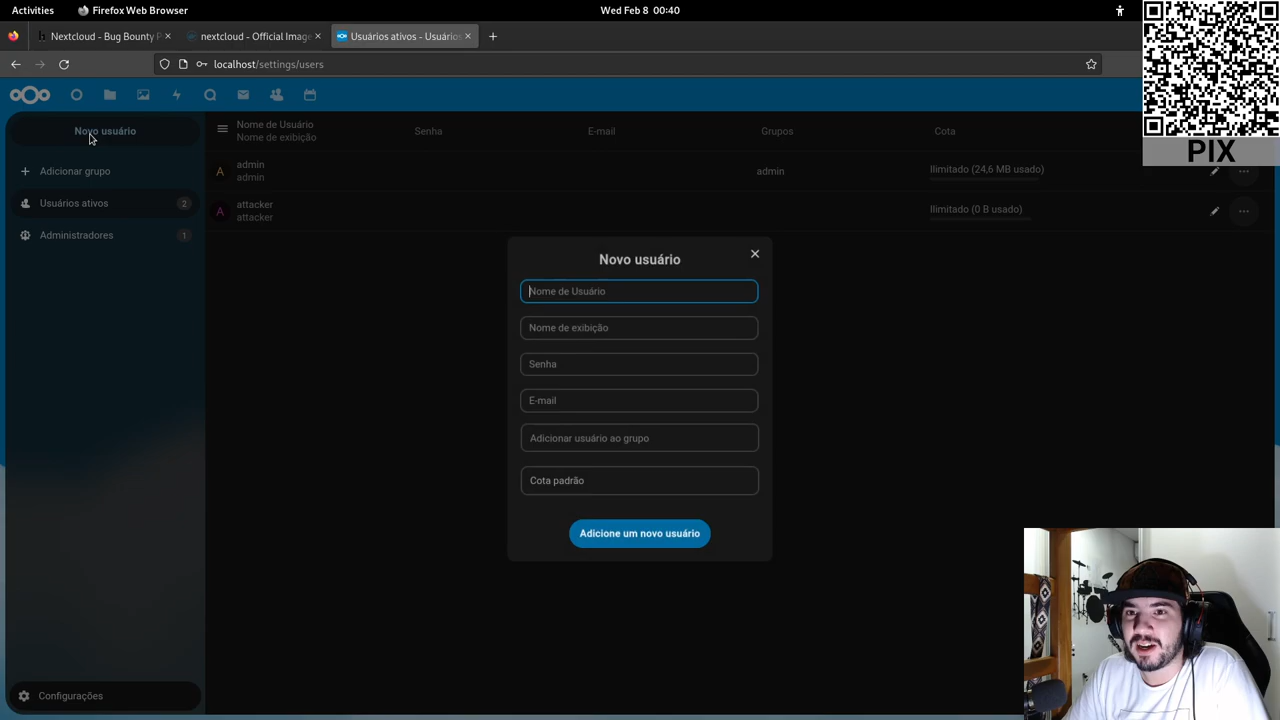 Activities
Firefox Web Browser
Wed Feb 8 00:40
Nextcloud - Bug Bounty P
nextcloud - Official Image
Usuários ativos - Usuários
localhost/settings/users
Novo usuário
Adicionar grupo
Usuários ativos 2
Administradores 1
Configurações
Nome de Usuário
Nome de exibição
Senha
E-mail
Grupos
Cota
A admin
admin
admin
Ilimitado (24,6 MB usado)
A attacker
attacker
Ilimitado (0 B usado)
Novo usuário
Nome de Usuário
Nome de exibição
Senha
E-mail
Adicionar usuário ao grupo
Cota padrão
Adicione um novo usuário
PIX